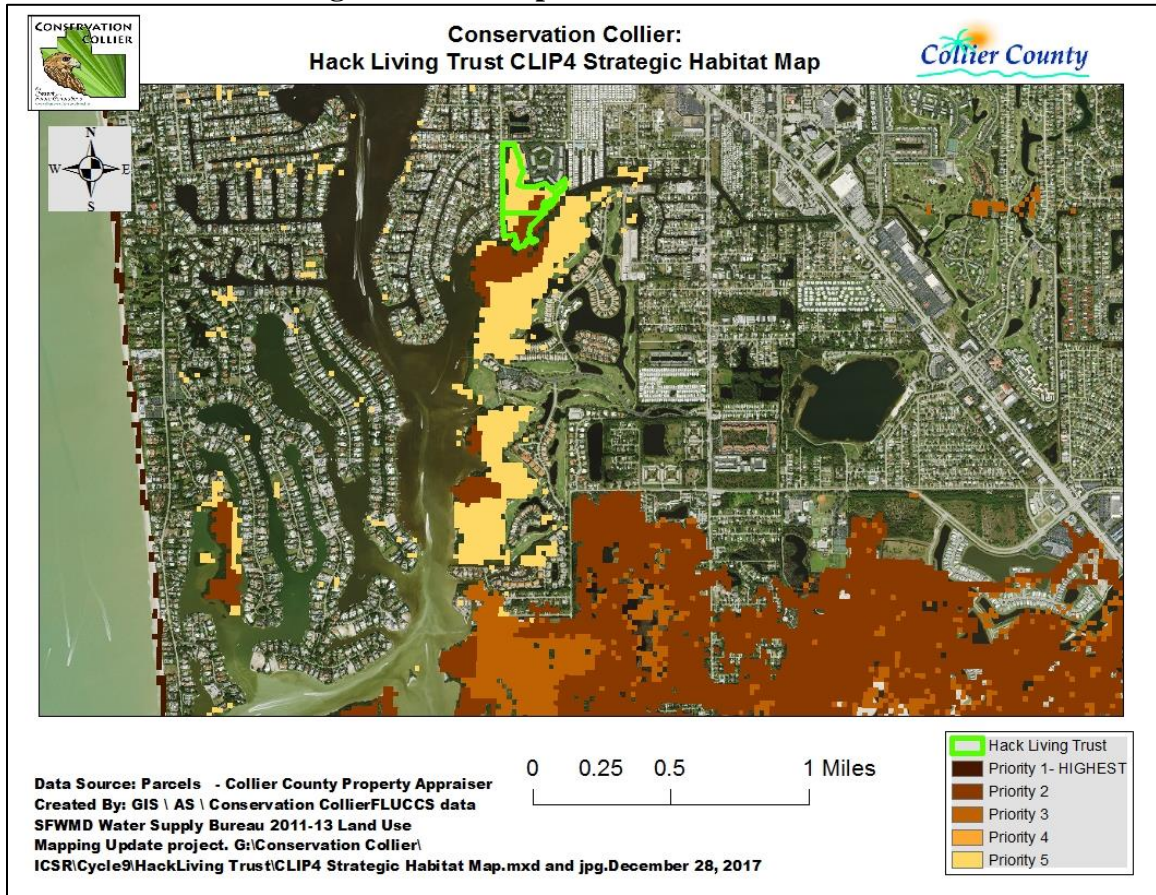 CONSERVATION
COLLIER
Conservation Collier:
Hack Living Trust CLIP4 Strategic Habitat Map
Collier County
N
W
E
S
0 0.25 0.5 1 Miles
Data Source: Parcels - Collier County Property Appraiser
Created By: GIS \ AS \ Conservation CollierFLUCCS data
SFWMD Water Supply Bureau 2011-13 Land Use
Mapping Update project. G:\Conservation Collier\
ICSR\Cycle9\HackLiving Trust\CLIP4 Strategic Habitat Map.mxd and jpg.December 28, 2017
Hack Living Trust
Priority 1- HIGHEST
Priority 2
Priority 3
Priority 4
Priority 5